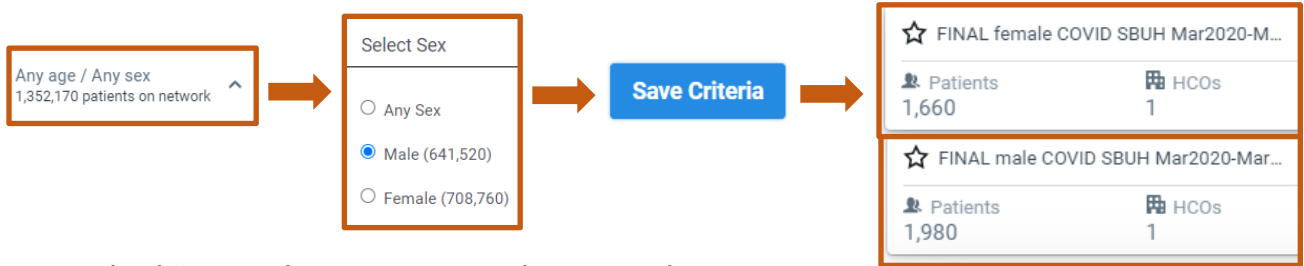 Any age / Any sex
1,352,170 patients on network
Select Sex
Any Sex
Male (641,520)
Female (708,760)
Save Criteria
FINAL female COVID SBUH Mar2020-M...
Patients
HCOs
1,660
1
FINAL male COVID SBUH Mar2020-Mar...
Patients
HCOs
1,980
1